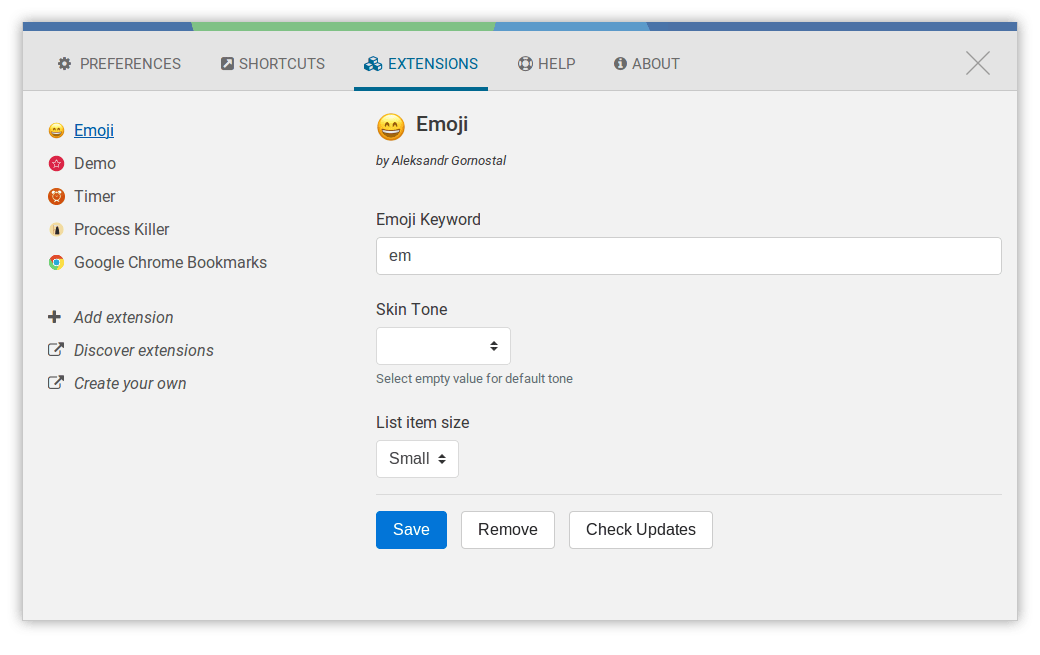 PREFERENCES SHORTCUTS EXTENSIONS HELP ABOUT
Emoji
Demo
Timer
Process Killer
Google Chrome Bookmarks
Add extension
Discover extensions
Create your own
Emoji
by Aleksandr Gornostal
Emoji Keyword
em
Skin Tone
Select empty value for default tone
List item size
Small
Save Remove Check Updates